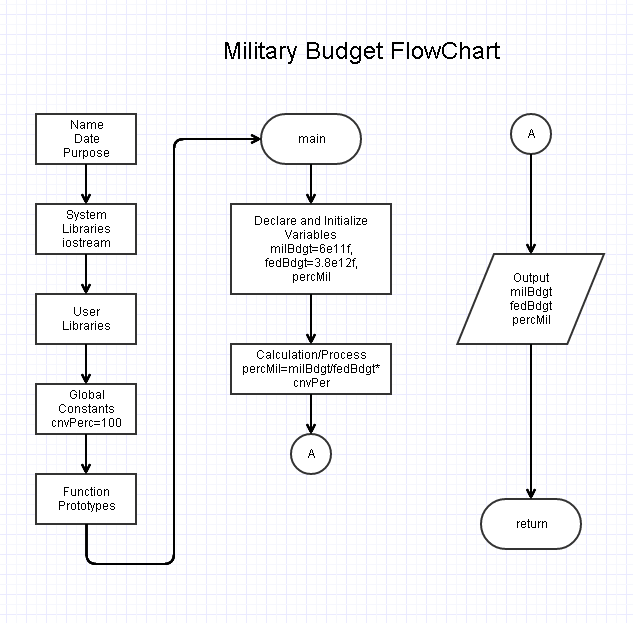 Military Budget FlowChart
Name
Date
Purpose
System
Libraries
iostream
User
Libraries
Global
Constants
cnvPerc=100
Function
Prototypes
main
Declare and Initialize
Variables
milBdgt=6e11f,
fedBdgt=3.8e12f,
percMil
Calculation/Process
percMil=milBdgt/fedBdgt*
cnvPer
A
A
Output
milBdgt
fedBdgt
percMil
return